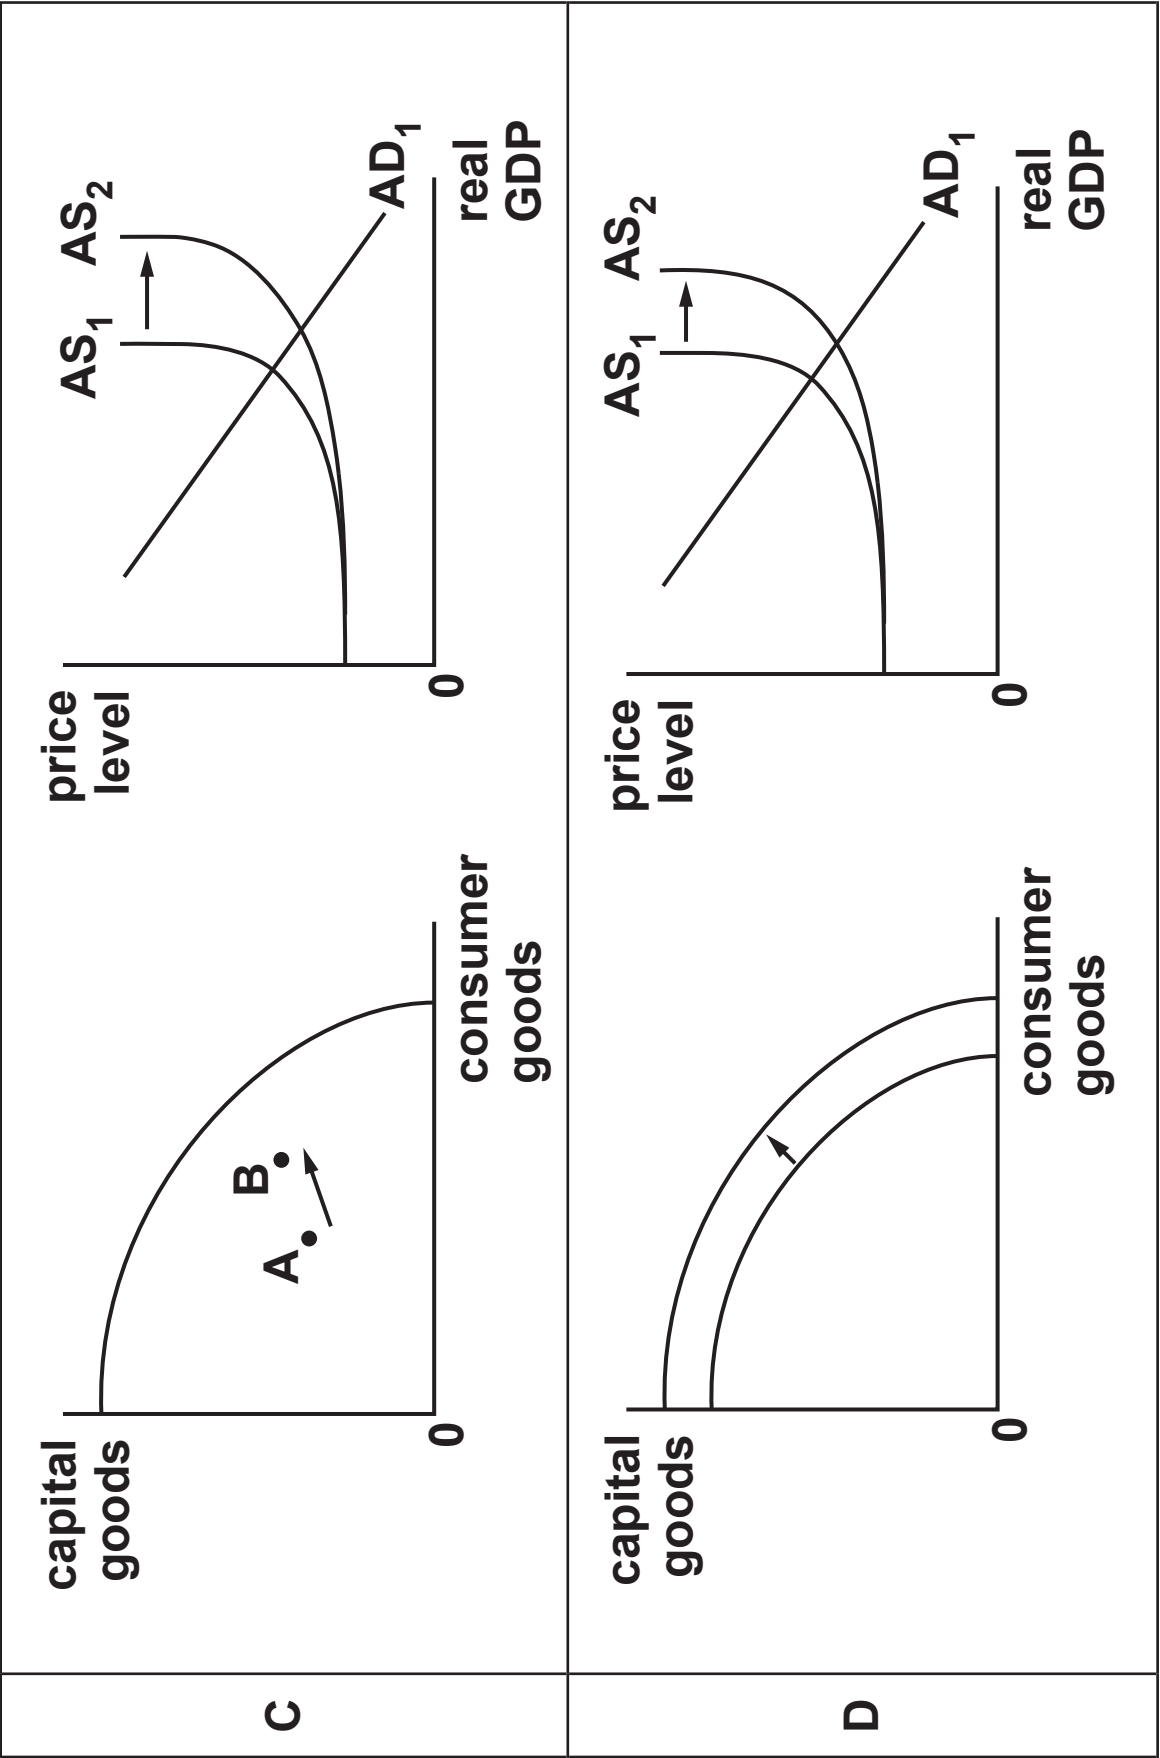 C
capital
goods
B
A
0
consumer
goods
price
level
AS1
AS2
AD1
0
real
GDP
D
capital
goods
0
consumer
goods
price
level
AS1
AS2
AD1
0
real
GDP